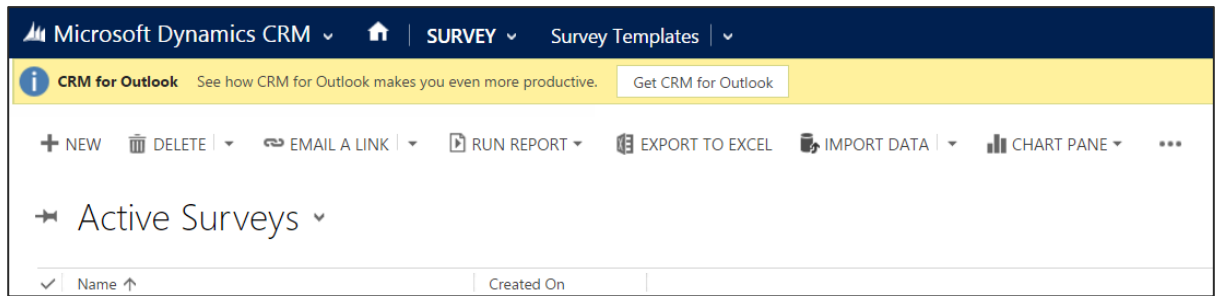 Microsoft Dynamics CRM SURVEY Survey Templates
i CRM for Outlook See how CRM for Outlook makes you even more productive. Get CRM for Outlook
NEW DELETE EMAIL A LINK RUN REPORT EXPORT TO EXCEL IMPORT DATA CHART PANE
Active Surveys
Name Created On